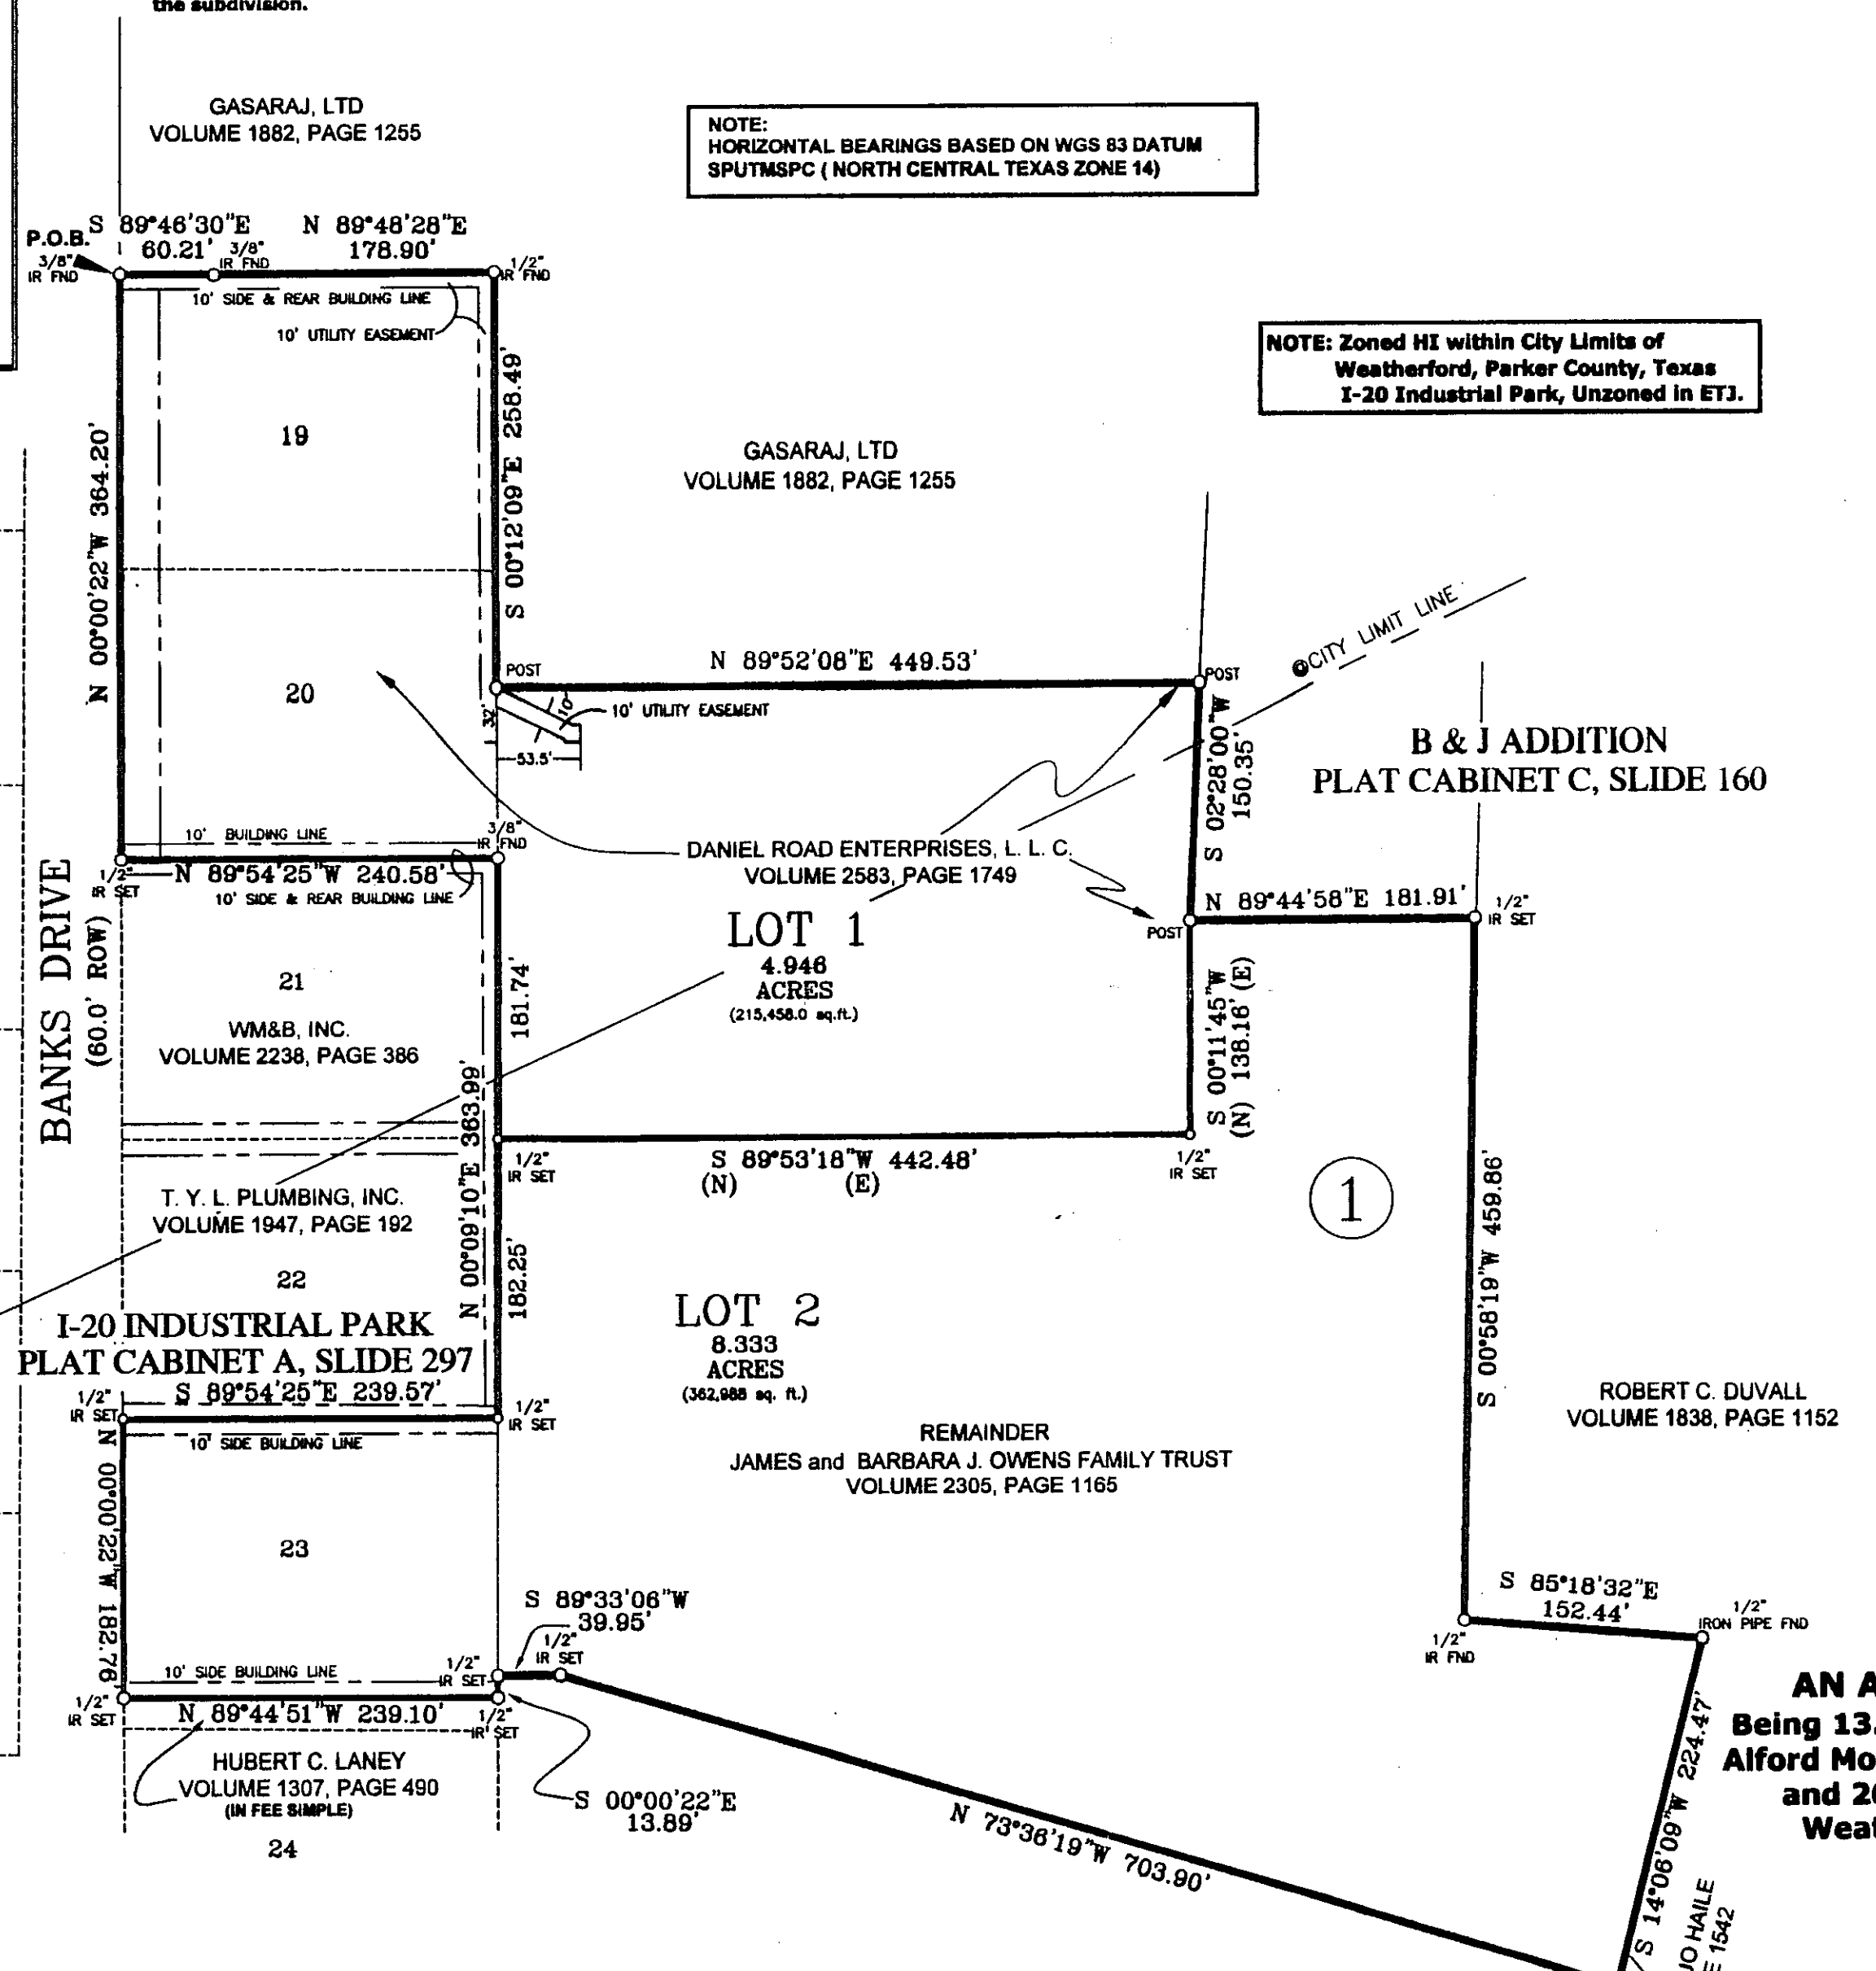 the subdivision.
GASARAJ, LTD
VOLUME 1882, PAGE 1255
NOTE:
HORIZONTAL BEARINGS BASED ON WGS 83 DATUM
SPUTMSPC ( NORTH CENTRAL TEXAS ZONE 14)
P.O.B.
3/8"
IR FND
S 89°46'30"E
60.21'
3/8"
IR FND
N 89°48'28"E
178.90'
1/2"
IR FND
10' SIDE & REAR BUILDING LINE
10' UTILITY EASEMENT
NOTE: Zoned HI within City Limits of
Weatherford, Parker County, Texas
I-20 Industrial Park, Unzoned in ETJ.
N 00°00'22"W 364.20'
19
S 00°12'09"E 258.49'
GASARAJ, LTD
VOLUME 1882, PAGE 1255
CITY LIMIT LINE
POST
N 89°52'08"E 449.53'
POST
20
32'
10'
10' UTILITY EASEMENT
53.5'
S 02°28'00"W
150.35'
B & J ADDITION
PLAT CABINET C, SLIDE 160
10' BUILDING LINE
3/8"
IR FND
DANIEL ROAD ENTERPRISES, L. L. C.
VOLUME 2583, PAGE 1749
1/2"
IR SET
N 89°54'25"W 240.58'
10' SIDE & REAR BUILDING LINE
N 89°44'58"E 181.91'
1/2"
IR SET
POST
BANKS DRIVE
(60.0' ROW)
LOT 1
4.946
ACRES
(215,458.0 sq.ft.)
21
WM&B, INC.
VOLUME 2238, PAGE 386
181.74'
S 00°11'45"W
(N) 138.16' (E)
N 00°09'10"E 363.99'
1/2"
IR SET
S 89°53'18"W 442.48'
(N) (E)
1/2"
IR SET
1
T. Y. L. PLUMBING, INC.
VOLUME 1947, PAGE 192
22
182.25'
S 00°58'19"W 459.86'
I-20 INDUSTRIAL PARK
PLAT CABINET A, SLIDE 297
LOT 2
8.333
ACRES
(362,988 sq. ft.)
1/2"
IR SET
S 89°54'25"E 239.57'
1/2"
IR SET
10' SIDE BUILDING LINE
REMAINDER
JAMES and BARBARA J. OWENS FAMILY TRUST
VOLUME 2305, PAGE 1165
ROBERT C. DUVALL
VOLUME 1838, PAGE 1152
N 00°00'22"W 182.76'
23
S 89°33'06"W
39.95'
1/2"
IR SET
S 85°18'32"E
152.44'
1/2"
IRON PIPE FND
1/2"
IR FND
10' SIDE BUILDING LINE
1/2"
IR SET
1/2"
IR SET
N 89°44'51"W 239.10'
1/2"
IR SET
HUBERT C. LANEY
VOLUME 1307, PAGE 490
(IN FEE SIMPLE)
24
S 00°00'22"E
13.89'
N 73°36'19"W 703.90'
S 14°06'09"W 224.47'
AN A
Being 13.
Alford Mo
and 2
Weat
JO HAILE
E 1542